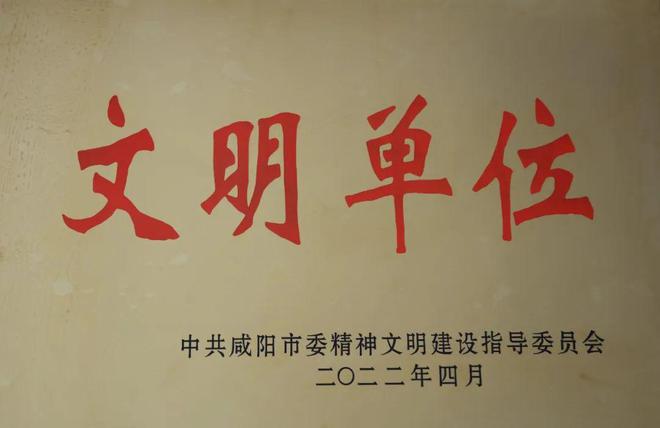 文明单位
中共咸阳市委精神文明建设指导委员会
二〇二二年四月